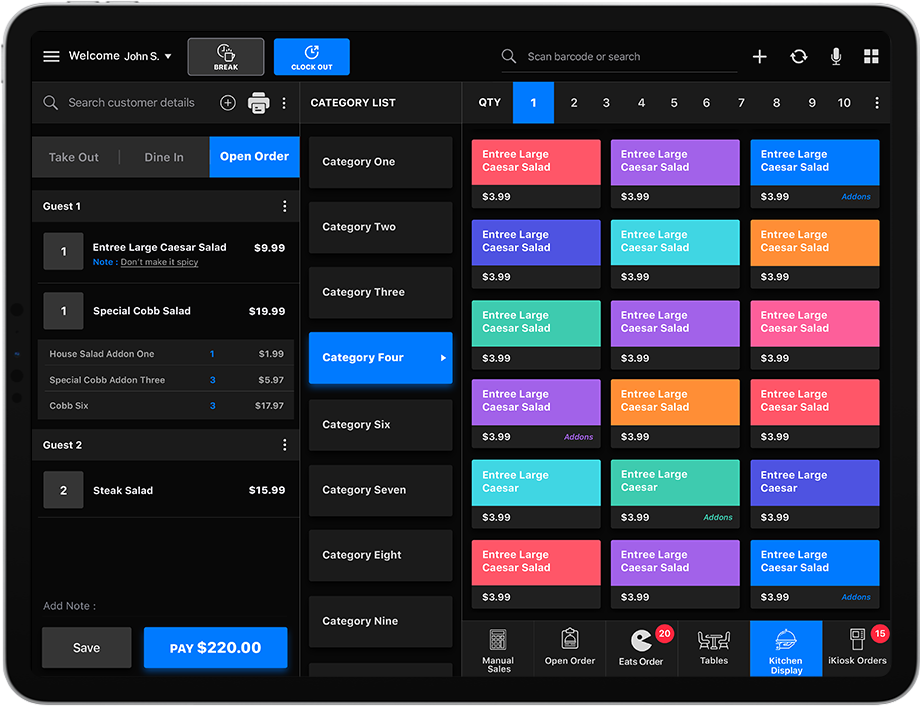 Welcome John S.
BREAK
CLOCK OUT
Scan barcode or search
Search customer details
CATEGORY LIST
QTY 1 2 3 4 5 6 7 8 9 10
Take Out Dine In Open Order
Guest 1
1 Entree Large Caesar Salad $9.99
Note : Don't make it spicy
1 Special Cobb Salad $19.99
House Salad Addon One 1 $1.99
Special Cobb Addon Three 3 $5.97
Cobb Six 3 $17.97
Guest 2
2 Steak Salad $15.99
Add Note :
Save
PAY $220.00
Category One
Category Two
Category Three
Category Four
Category Six
Category Seven
Category Eight
Category Nine
Entree Large
Caesar Salad
$3.99
Entree Large
Caesar Salad
$3.99
Entree Large
Caesar Salad
$3.99 Addons
Entree Large
Caesar Salad
$3.99
Entree Large
Caesar Salad
$3.99
Entree Large
Caesar Salad
$3.99
Entree Large
Caesar Salad
$3.99
Entree Large
Caesar Salad
$3.99
Entree Large
Caesar Salad
$3.99
Entree Large
Caesar Salad
$3.99 Addons
Entree Large
Caesar Salad
$3.99
Entree Large
Caesar Salad
$3.99
Entree Large
Caesar
$3.99
Entree Large
Caesar
$3.99 Addons
Entree Large
Caesar
$3.99
Entree Large
Caesar Salad
$3.99
Entree Large
Caesar Salad
$3.99
Entree Large
Caesar Salad
$3.99 Addons
Manual
Sales
Open Order
20
Eats Order
Tables
Kitchen
Display
15
iKiosk Orders